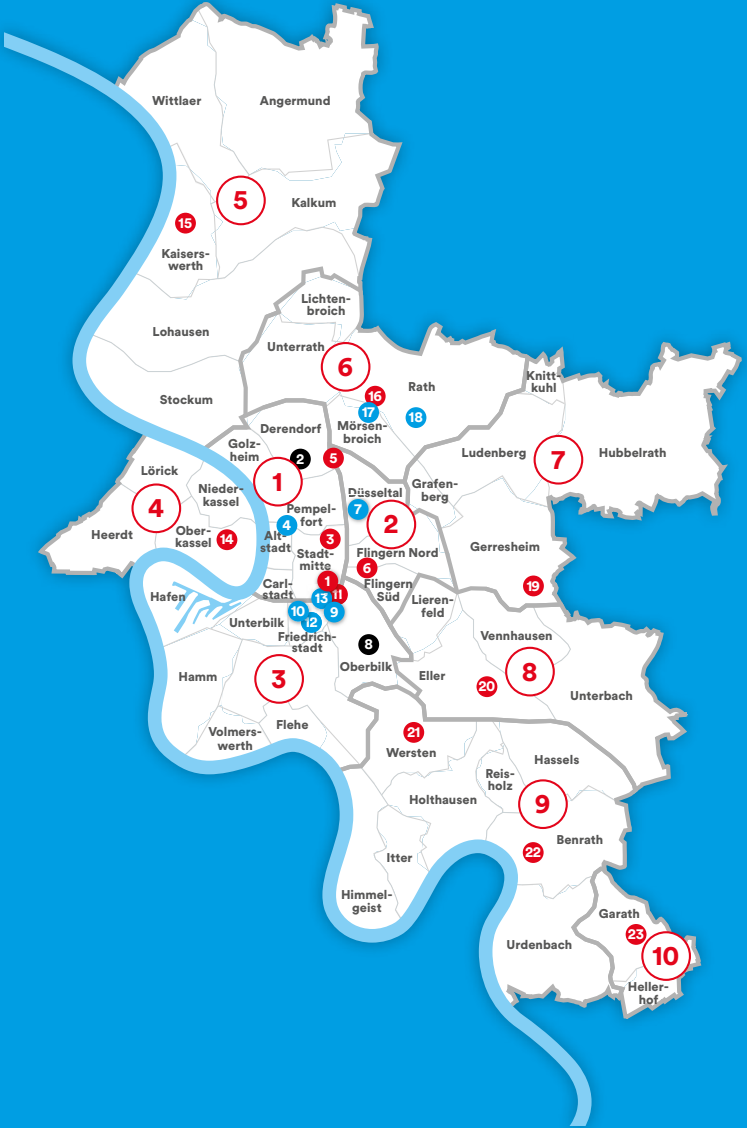 Wittlaer
Angermund
5
Kalkum
15
Kaisers-
werth
Lichten-
broich
Lohausen
Unterrath
6
Rath
Knitt-
kuhl
16
17
18
Stockum
Mörsen-
broich
Derendorf
Golz-
heim
2
5
Ludenberg
7
Hubbelrath
Lörick
1
Nieder-
kassel
Grafen-
berg
Düsseltal
4
Pempel-
fort
7
2
Heerdt
Ober-
kassel
14
4
Alt-
stadt
3
Stadt-
mitte
Flingern Nord
Gerresheim
6
Flingern
Süd
19
Carl-
stadt
1
11
13
Hafen
10
9
12
Lieren-
feld
Unterbilk
Friedrich-
stadt
8
Oberbilk
Vennhausen
Hamm
3
Eller
8
20
Unterbach
Flehe
Volmers-
werth
21
Wersten
Hassels
Reis-
holz
Holthausen
9
Benrath
22
Itter
Himmel-
geist
Garath
23
Urdenbach
10
Heller-
hof